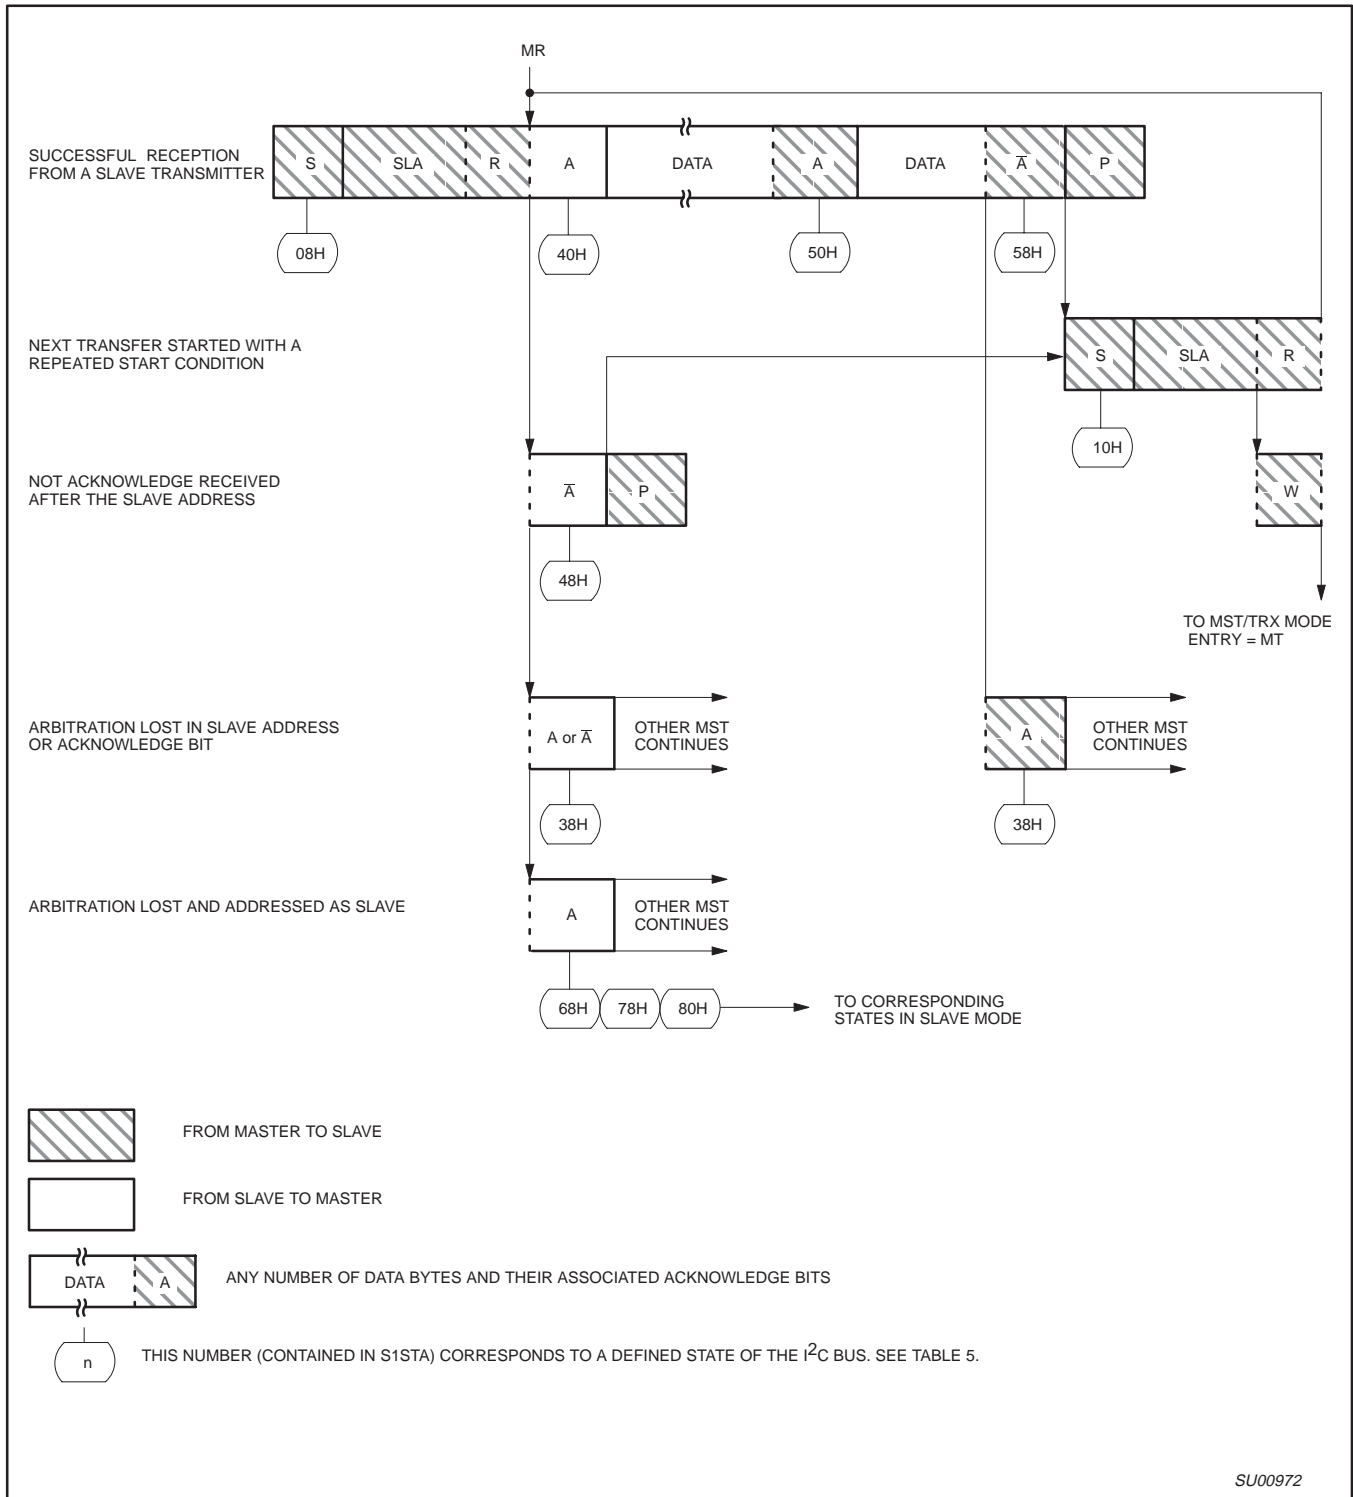 MR
SUCCESSFUL RECEPTION
FROM A SLAVE TRANSMITTER
S SLA R A DATA A DATA A̅ P
08H 40H 50H 58H
NEXT TRANSFER STARTED WITH A
REPEATED START CONDITION
S SLA R
10H
NOT ACKNOWLEDGE RECEIVED
AFTER THE SLAVE ADDRESS
A̅ P
W
48H
TO MST/TRX MODE
ENTRY = MT
ARBITRATION LOST IN SLAVE ADDRESS
OR ACKNOWLEDGE BIT
A or A̅
OTHER MST
CONTINUES
A
OTHER MST
CONTINUES
38H 38H
ARBITRATION LOST AND ADDRESSED AS SLAVE
A
OTHER MST
CONTINUES
68H 78H 80H
TO CORRESPONDING
STATES IN SLAVE MODE
FROM MASTER TO SLAVE
FROM SLAVE TO MASTER
DATA A
ANY NUMBER OF DATA BYTES AND THEIR ASSOCIATED ACKNOWLEDGE BITS
n
THIS NUMBER (CONTAINED IN S1STA) CORRESPONDS TO A DEFINED STATE OF THE I²C BUS. SEE TABLE 5.
SU00972